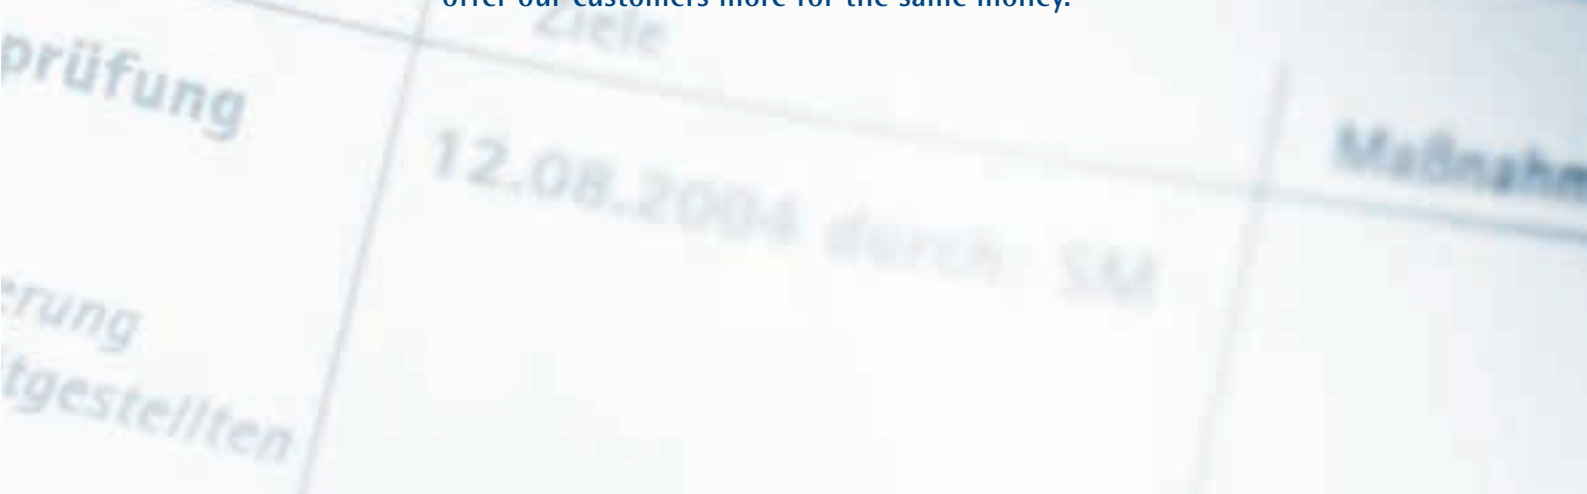 offer our customers more for the same money.
Ziele
prüfung
Maßnahm
12.08.2004 durch: SM
erung
tgestellten